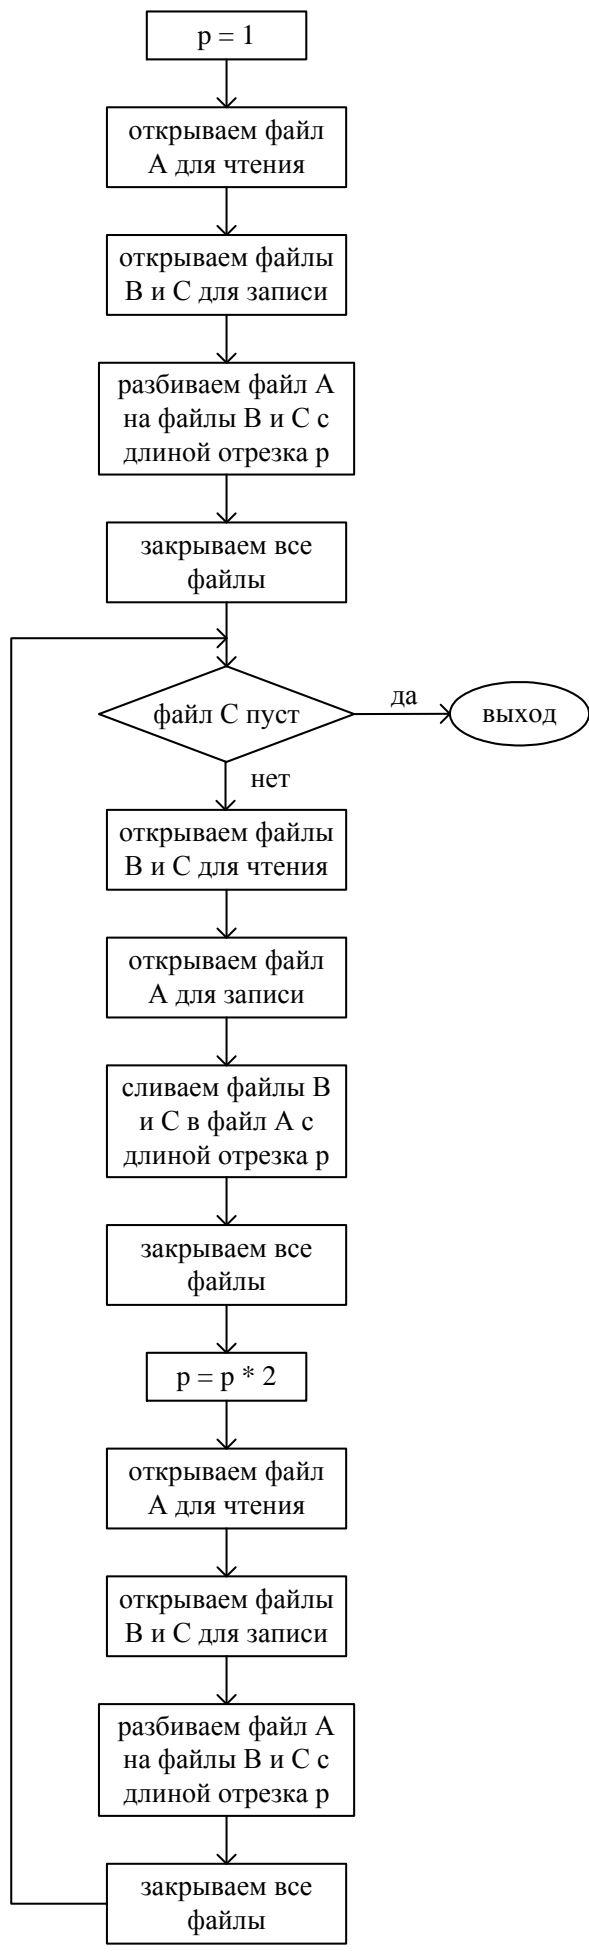 p = 1
открываем файл
А для чтения
открываем файлы
В и С для записи
разбиваем файл А
на файлы В и С с
длиной отрезка p
закрываем все
файлы
файл С пуст
да
выход
нет
открываем файлы
В и С для чтения
открываем файл
А для записи
сливаем файлы В
и С в файл А с
длиной отрезка p
закрываем все
файлы
p = p * 2
открываем файл
А для чтения
открываем файлы
В и С для записи
разбиваем файл А
на файлы В и С с
длиной отрезка p
закрываем все
файлы